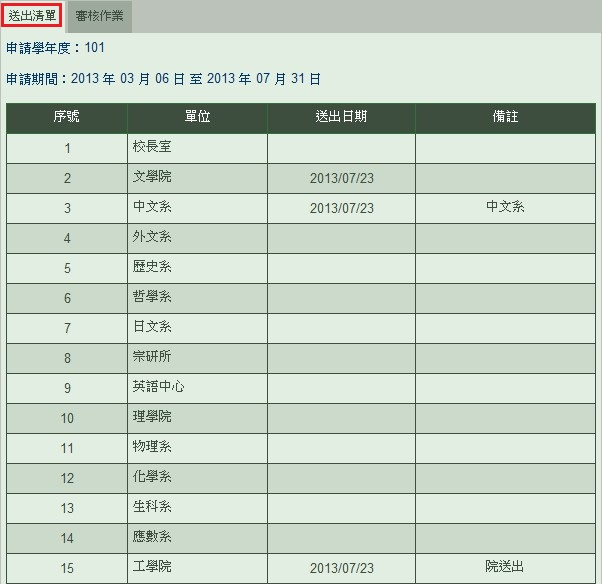 送出清單 審核作業
申請學年度：101
申請期間：2013 年 03 月 06 日 至 2013 年 07 月 31 日
序號 單位 送出日期 備註
1 校長室
2 文學院 2013/07/23
3 中文系 2013/07/23 中文系
4 外文系
5 歷史系
6 哲學系
7 日文系
8 宗研所
9 英語中心
10 理學院
11 物理系
12 化學系
13 生科系
14 應數系
15 工學院 2013/07/23 院送出